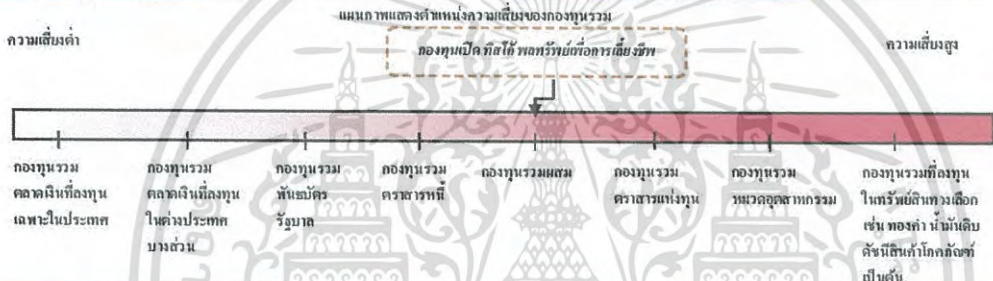 แผนภาพแสดงตำแหน่งความเสี่ยงของกองทุนรวม
ความเสี่ยงต่ำ
กองทุนเปิด ทิสโก้ พลทรัพย์เพื่อการเลี้ยงชีพ
ความเสี่ยงสูง
กองทุนรวม
ตลาดเงินที่ลงทุน
เฉพาะในประเทศ
กองทุนรวม
ตลาดเงินที่ลงทุน
ในต่างประเทศ
บางส่วน
กองทุนรวม
พันธบัตร
รัฐบาล
กองทุนรวม
ตราสารหนี้
กองทุนรวมผสม
กองทุนรวม
ตราสารแห่งทุน
กองทุนรวม
หมวดอุตสาหกรรม
กองทุนรวมที่ลงทุน
ในทรัพย์สินทางเลือก
เช่น ทองคำ น้ำมันดิบ
ดัชนีสินค้าโภคภัณฑ์
เป็นต้น